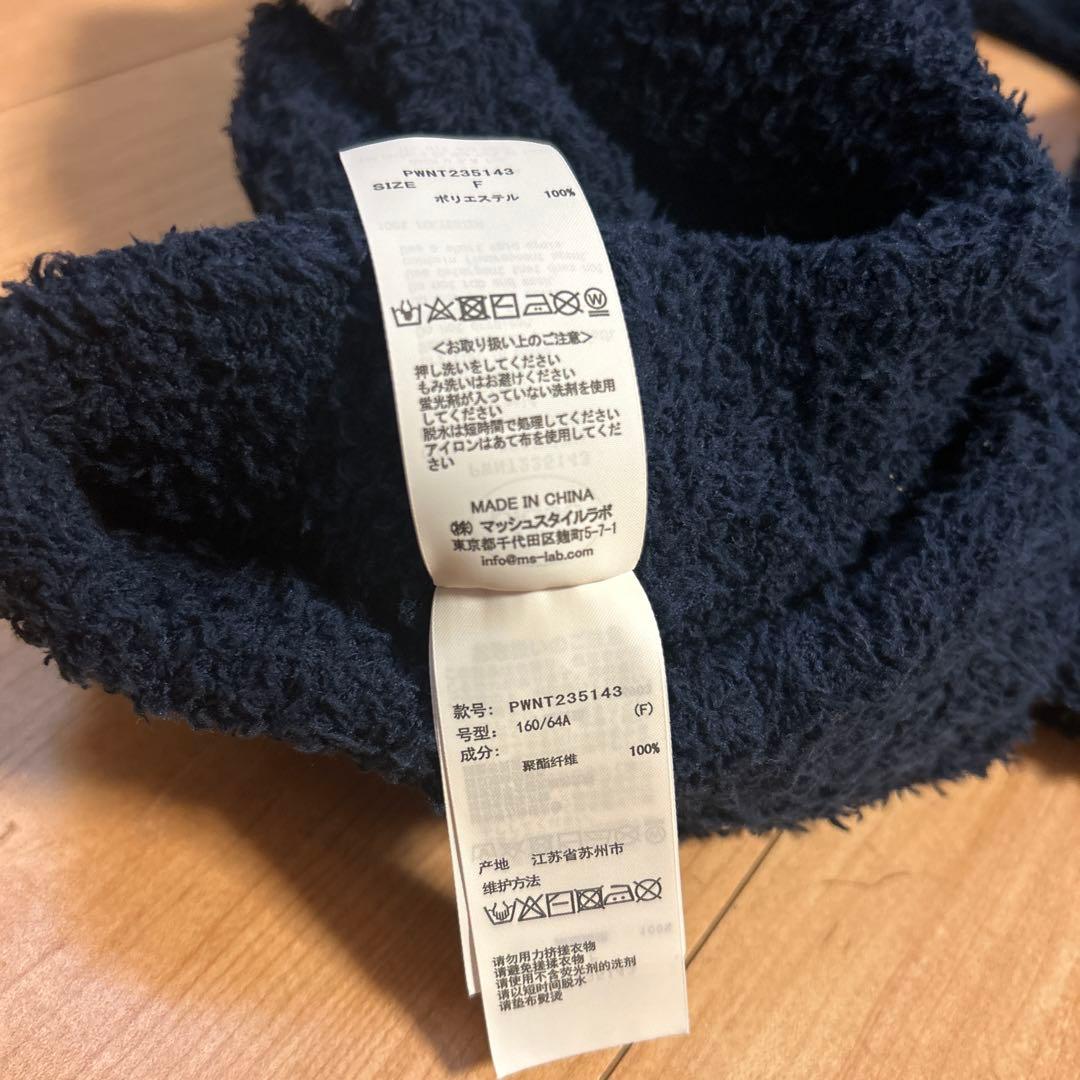 PWNT235143
SIZE F
ポリエステル 100%
W
<お取り扱い上のご注意>
押し洗いをしてください
もみ洗いはお避けください
蛍光剤が入っていない洗剤を使用
してください
脱水は短時間で処理してください
アイロンはあて布を使用してくだ
さい
MADE IN CHINA
(株) マッシュスタイルラボ
東京都千代田区麹町5-7-1
info@ms-lab.com
款号: PWNT235143
号型: 160/64A (F)
成分:
聚酯纤维 100%
产地 江苏省苏州市
维护方法
请勿用力挤搓衣物
请避免搓揉衣物
请使用不含荧光剂的洗剂
请以短时间脱水
请垫布熨烫